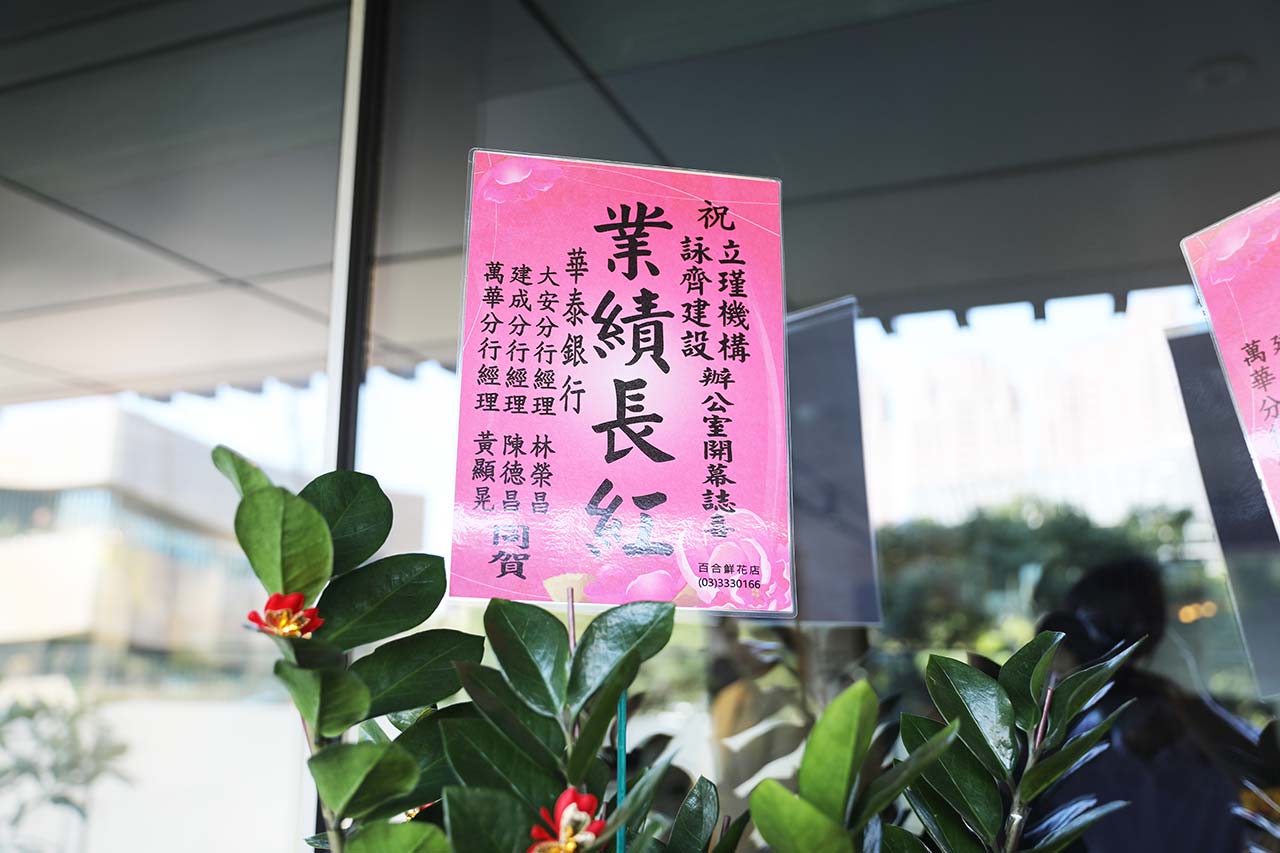 祝
立瑾機構
詠齊建設
辦公室開幕誌喜
業績長紅
華泰銀行
大安分行經理 林榮昌
建成分行經理 陳德昌
萬華分行經理 黃顯晃
同賀
百合鮮花店
(03)3330166
萬華分